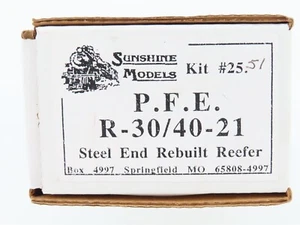 Sunshine Models Kit #25.51
P.F.E.
R-30/40-21
Steel End Rebuilt Reefer
Box 4997 Springfield MO 65808-4997